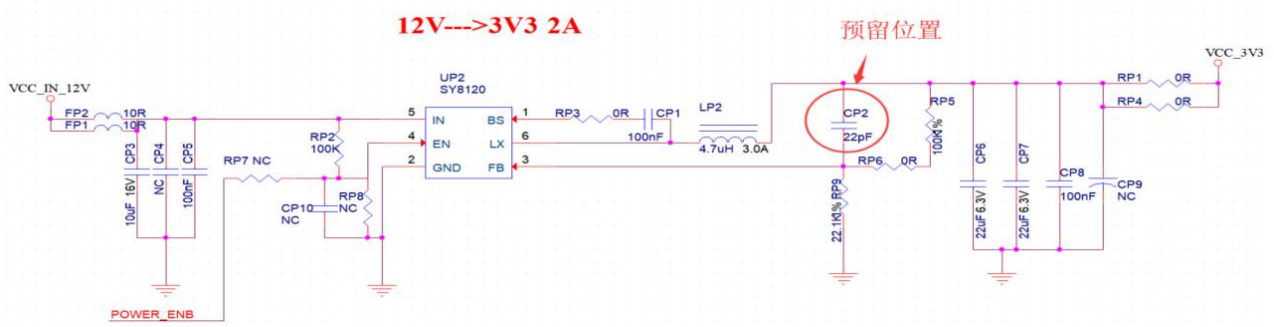 12V--->3V3 2A
预留位置
VCC_3V3
VCC_IN_12V
UP2
SY8120
FP2 10R
FP1 10R
5 IN
BS 1
4 EN
LX 6
2 GND
FB 3
RP3 0R
CP1
100nF
LP2
4.7uH 3.0A
CP2
22pF
RP5
100K1%
RP1 0R
RP4 0R
RP2
100K
RP7 NC
RP6 0R
CP3
10uF 16V
CP4
NC
CP5
100nF
CP10
NC
RP8
NC
RP9
22.1K1%
CP6
22uF 6.3V
CP7
22uF 6.3V
CP8
100nF
CP9
NC
POWER_ENB